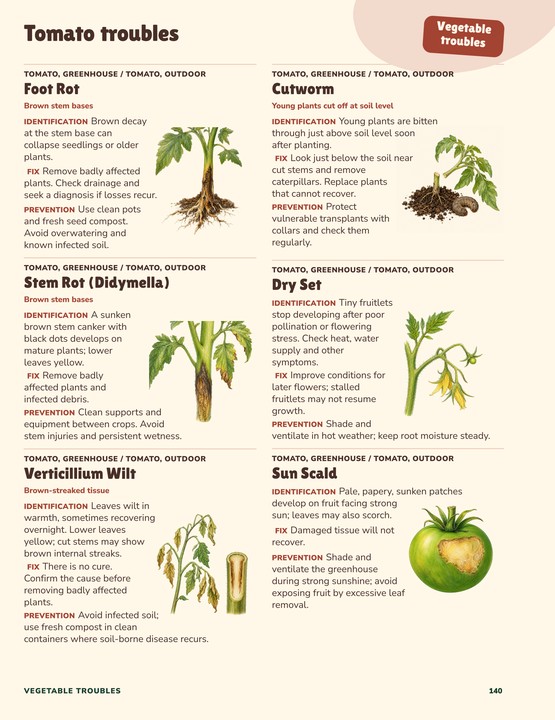 Tomato troubles
Vegetable
troubles
TOMATO, GREENHOUSE / TOMATO, OUTDOOR
Foot Rot
Brown stem bases
IDENTIFICATION Brown decay
at the stem base can
collapse seedlings or older
plants.
FIX Remove badly affected
plants. Check drainage and
seek a diagnosis if losses recur.
PREVENTION Use clean pots
and fresh seed compost.
Avoid overwatering and
known infected soil.
TOMATO, GREENHOUSE / TOMATO, OUTDOOR
Stem Rot (Didymella)
Brown stem bases
IDENTIFICATION A sunken
brown stem canker with
black dots develops on
mature plants; lower
leaves yellow.
FIX Remove badly
affected plants and
infected debris.
PREVENTION Clean supports and
equipment between crops. Avoid
stem injuries and persistent wetness.
TOMATO, GREENHOUSE / TOMATO, OUTDOOR
Verticillium Wilt
Brown-streaked tissue
IDENTIFICATION Leaves wilt in
warmth, sometimes recovering
overnight. Lower leaves
yellow; cut stems may show
brown internal streaks.
FIX There is no cure.
Confirm the cause before
removing badly affected
plants.
PREVENTION Avoid infected soil;
use fresh compost in clean
containers where soil-borne disease recurs.
TOMATO, GREENHOUSE / TOMATO, OUTDOOR
Cutworm
Young plants cut off at soil level
IDENTIFICATION Young plants are bitten
through just above soil level soon
after planting.
FIX Look just below the soil near
cut stems and remove
caterpillars. Replace plants
that cannot recover.
PREVENTION Protect
vulnerable transplants with
collars and check them
regularly.
TOMATO, GREENHOUSE / TOMATO, OUTDOOR
Dry Set
IDENTIFICATION Tiny fruitlets
stop developing after poor
pollination or flowering
stress. Check heat, water
supply and other
symptoms.
FIX Improve conditions for
later flowers; stalled
fruitlets may not resume
growth.
PREVENTION Shade and
ventilate in hot weather; keep root moisture steady.
TOMATO, GREENHOUSE / TOMATO, OUTDOOR
Sun Scald
IDENTIFICATION Pale, papery, sunken patches
develop on fruit facing strong
sun; leaves may also scorch.
FIX Damaged tissue will not
recover.
PREVENTION Shade and
ventilate the greenhouse
during strong sunshine; avoid
exposing fruit by excessive leaf
removal.
VEGETABLE TROUBLES
140